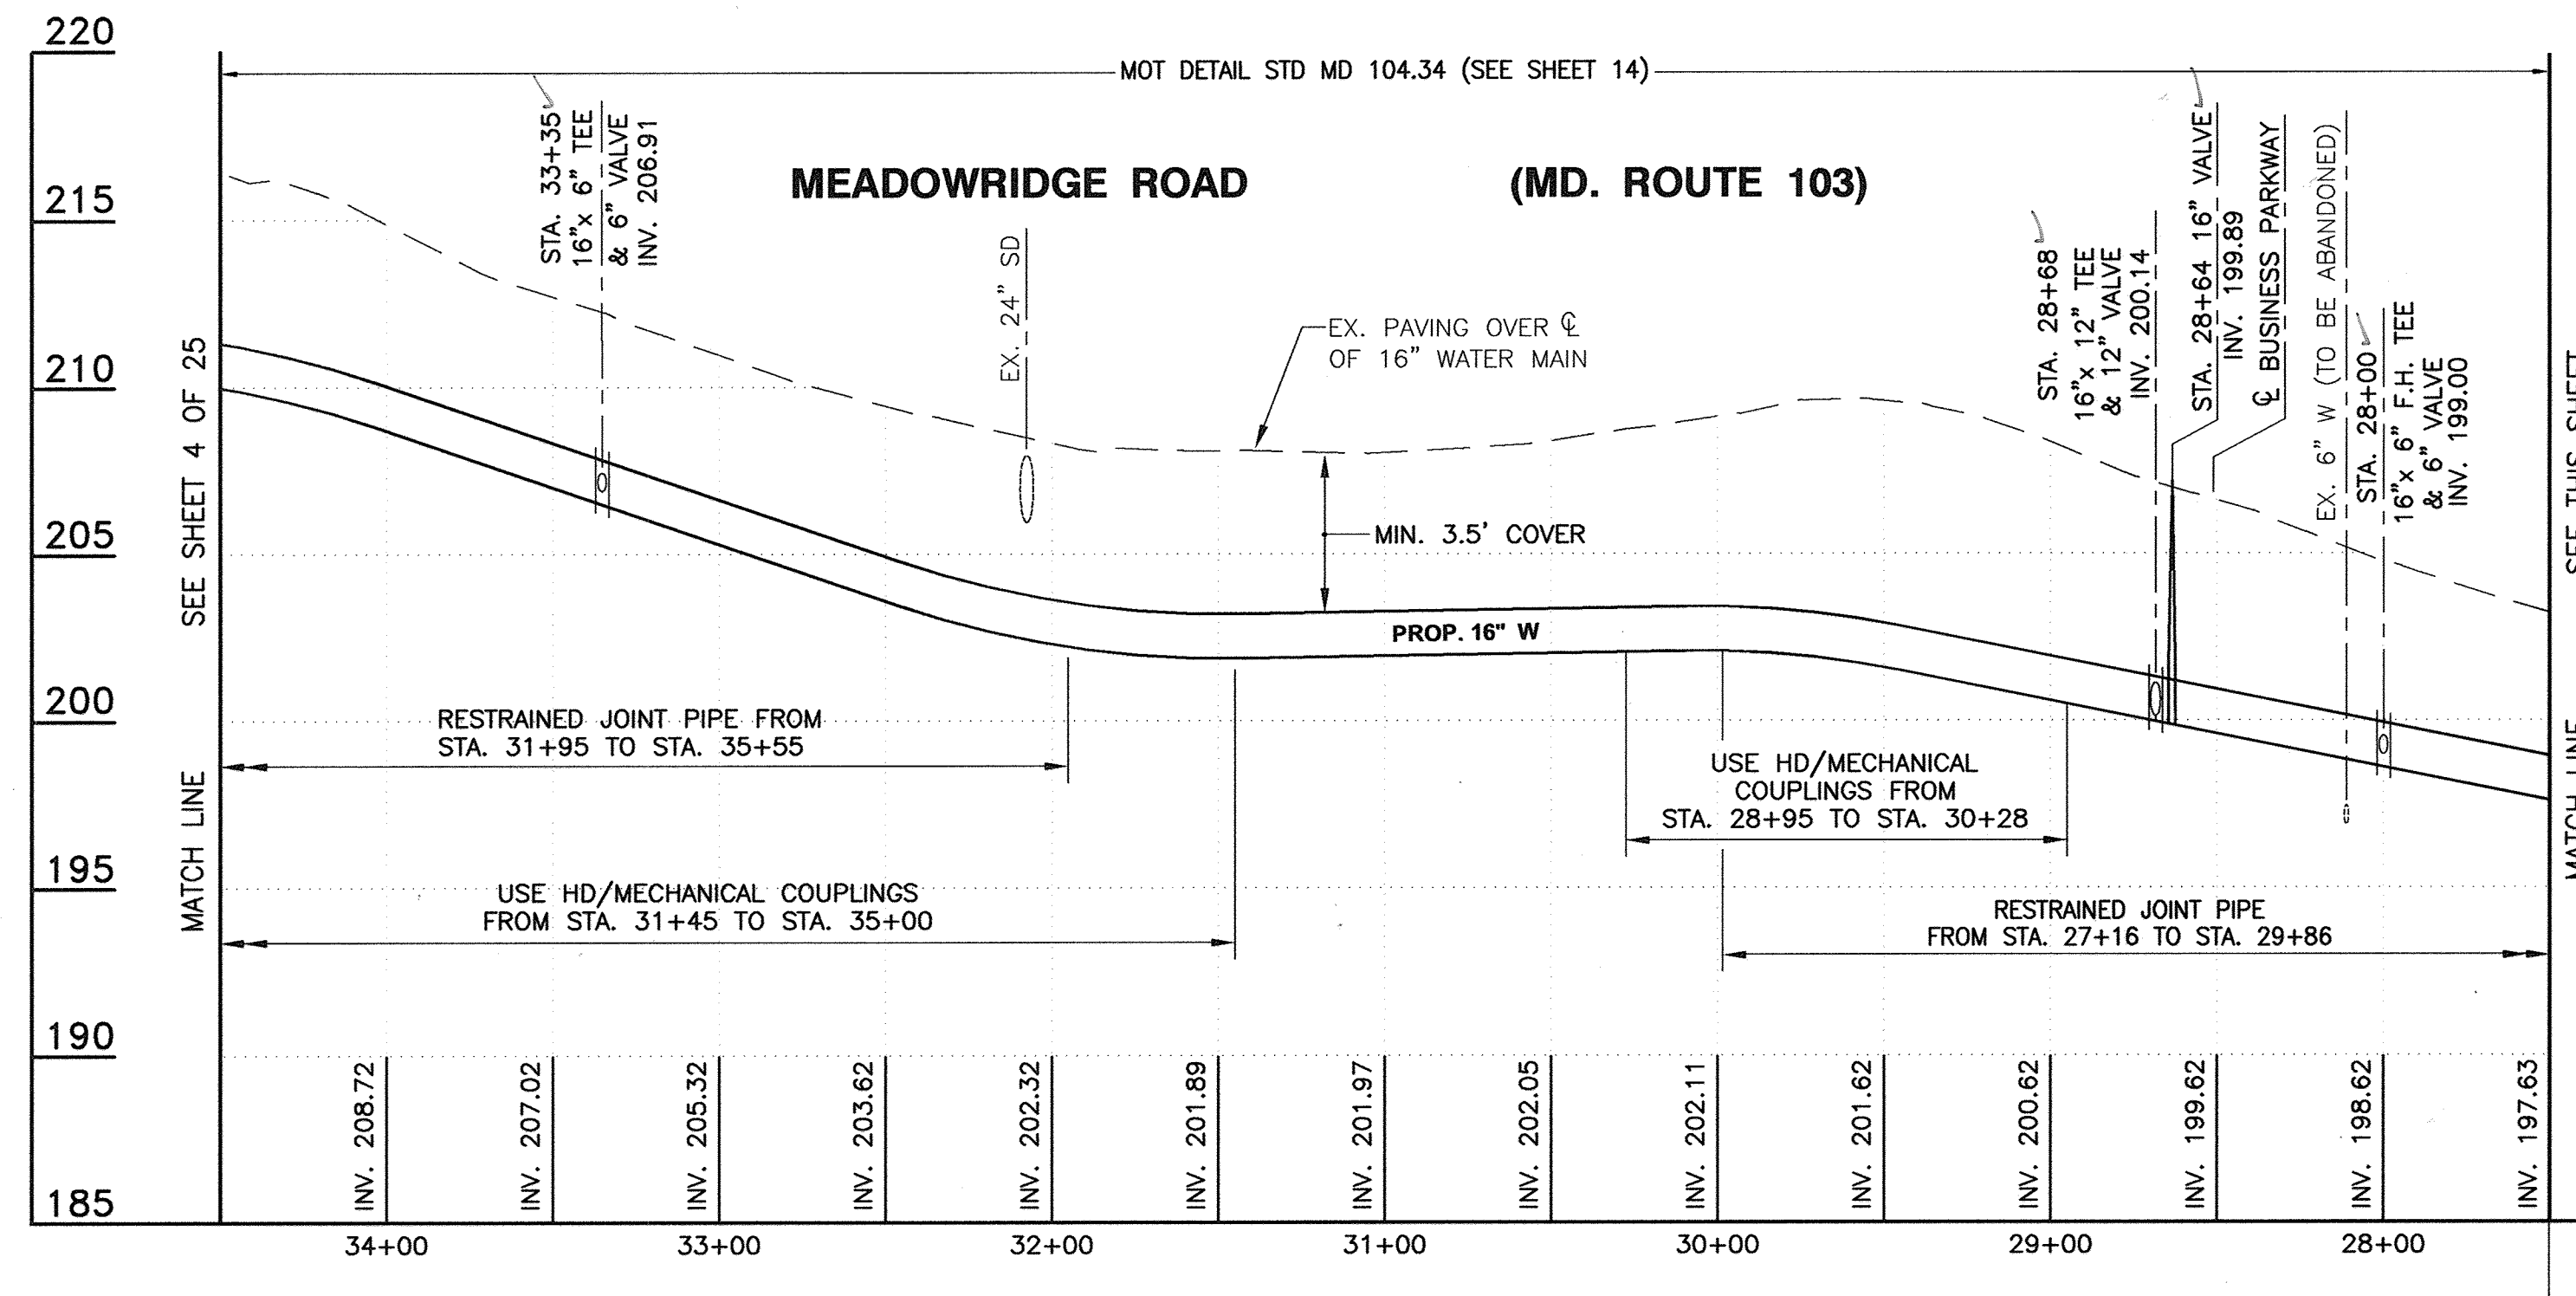 220
215
210
205
200
195
190
185
MOT DETAIL STD MD 104.34 (SEE SHEET 14)
MEADOWRIDGE ROAD (MD. ROUTE 103)
MATCH LINE SEE SHEET 4 OF 25
STA. 33+35
16"x 6" TEE
& 6" VALVE
INV. 206.91
EX. 24" SD
EX. PAVING OVER ℄
OF 16" WATER MAIN
MIN. 3.5' COVER
PROP. 16" W
STA. 28+68
16"x 12" TEE
& 12" VALVE
INV. 200.14
STA. 28+64 16" VALVE
INV. 199.89
℄ BUSINESS PARKWAY
EX. 6" W (TO BE ABANDONED)
STA. 28+00
16"x 6" F.H. TEE
& 6" VALVE
INV. 199.00
MATCH LINE SEE THIS SHEET
RESTRAINED JOINT PIPE FROM
STA. 31+95 TO STA. 35+55
USE HD/MECHANICAL COUPLINGS
FROM STA. 31+45 TO STA. 35+00
USE HD/MECHANICAL
COUPLINGS FROM
STA. 28+95 TO STA. 30+28
RESTRAINED JOINT PIPE
FROM STA. 27+16 TO STA. 29+86
INV. 208.72
INV. 207.02
INV. 205.32
INV. 203.62
INV. 202.32
INV. 201.89
INV. 201.97
INV. 202.05
INV. 202.11
INV. 201.62
INV. 200.62
INV. 199.62
INV. 198.62
INV. 197.63
34+00
33+00
32+00
31+00
30+00
29+00
28+00